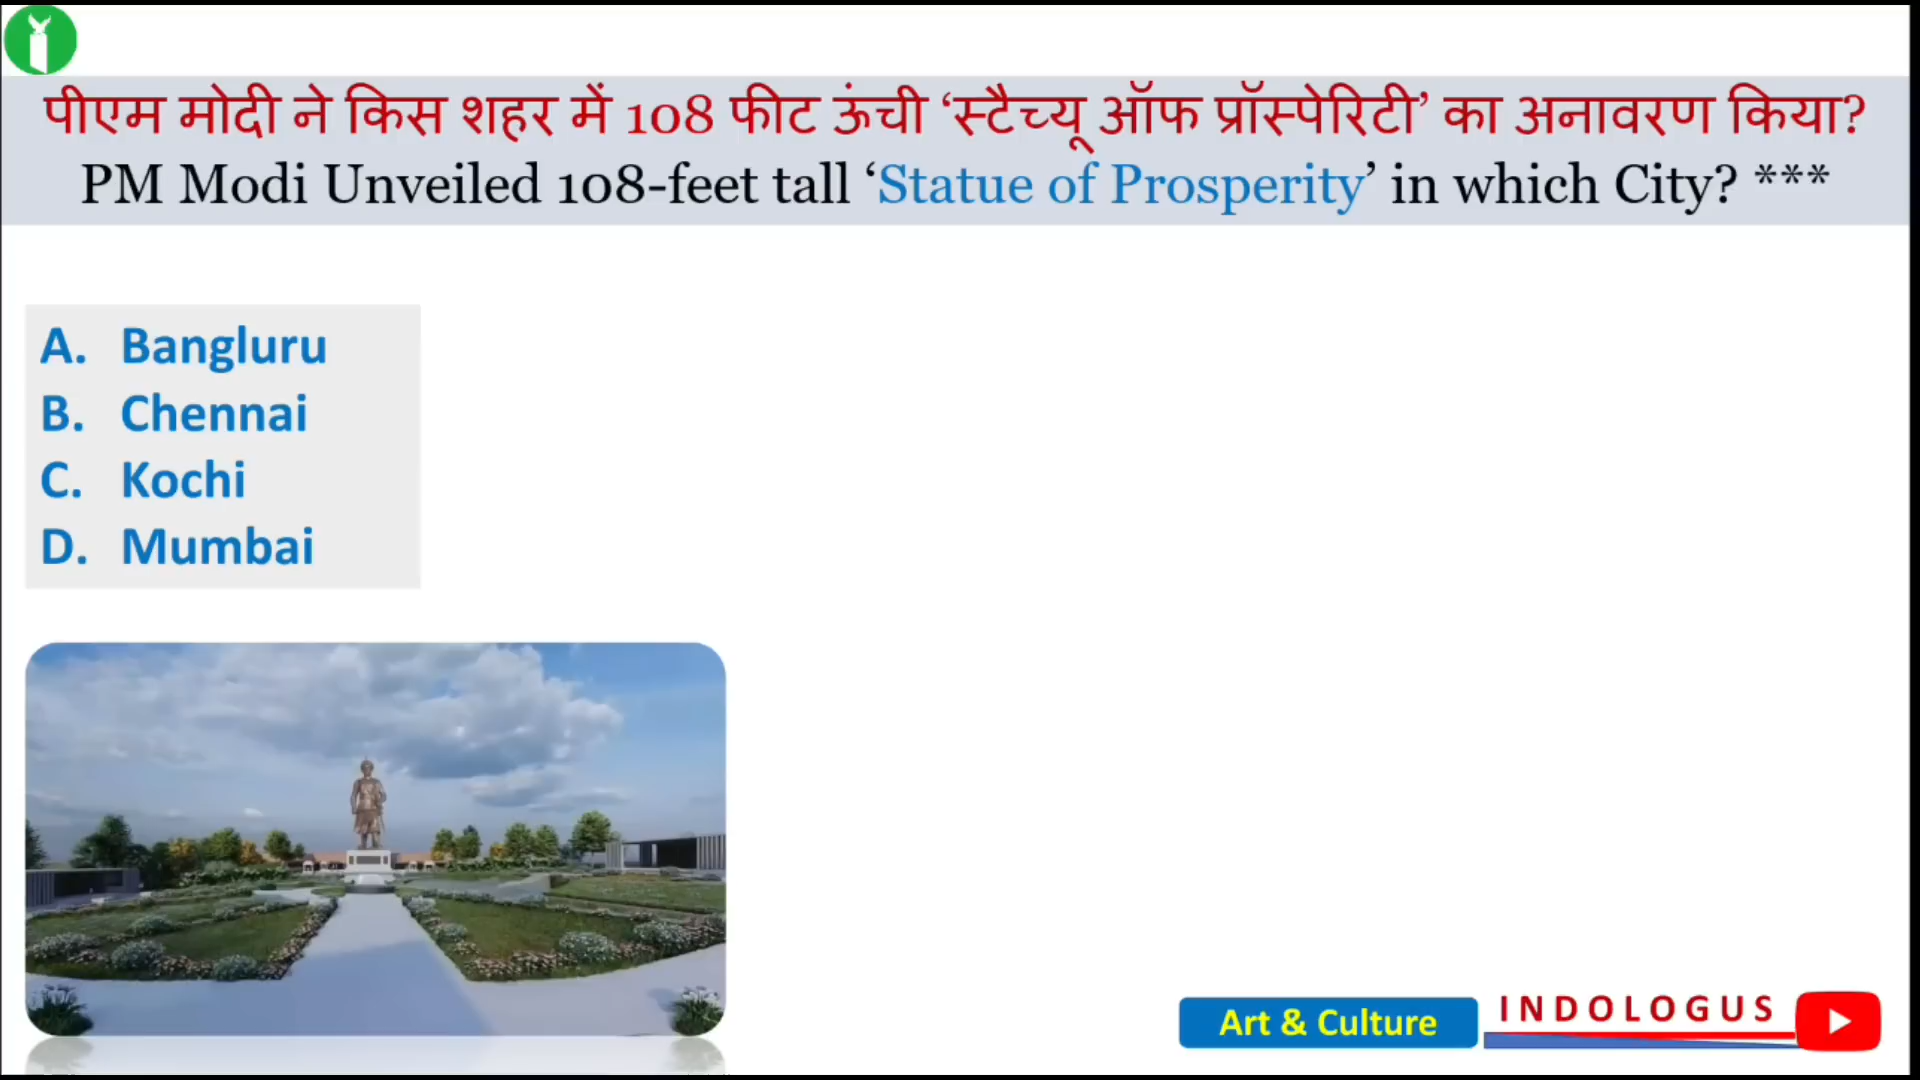 पीएम मोदी ने किस शहर में 108 फीट ऊंची ‘स्टैच्यू ऑफ प्रॉस्पेरिटी’ का अनावरण किया?
PM Modi Unveiled 108-feet tall ‘Statue of Prosperity’ in which City? ***
A. Bangluru
B. Chennai
C. Kochi
D. Mumbai
Art & Culture
INDOLOGUS